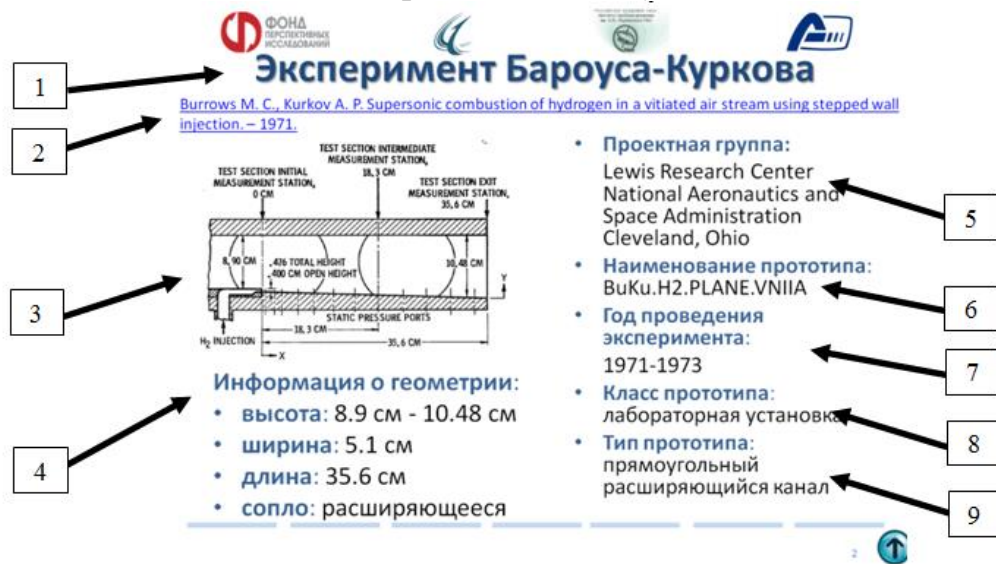 ФОНД
ПЕРСПЕКТИВНЫХ
ИССЛЕДОВАНИЙ
Эксперимент Бароуса-Куркова
Burrows M. C., Kurkov A. P. Supersonic combustion of hydrogen in a vitiated air stream using stepped wall
injection. – 1971.
1
2
3
4
TEST SECTION INITIAL
MEASUREMENT STATION,
0 CM
TEST SECTION INTERMEDIATE
MEASUREMENT STATION,
18,3 CM
TEST SECTION EXIT
MEASUREMENT STATION,
35,6 CM
8,90 CM
.476 TOTAL HEIGHT
.400 CM OPEN HEIGHT
10,48 CM
Y
STATIC PRESSURE PORTS
18,3 CM
35,6 CM
H2 INJECTION
X
Информация о геометрии:
• высота: 8.9 см - 10.48 см
• ширина: 5.1 см
• длина: 35.6 см
• сопло: расширяющееся
• Проектная группа:
Lewis Research Center
National Aeronautics and
Space Administration
Cleveland, Ohio
• Наименование прототипа:
BuKu.H2.PLANE.VNIIA
• Год проведения
эксперимента:
1971-1973
• Класс прототипа:
лабораторная установка
• Тип прототипа:
прямоугольный
расширяющийся канал
5
6
7
8
9
2